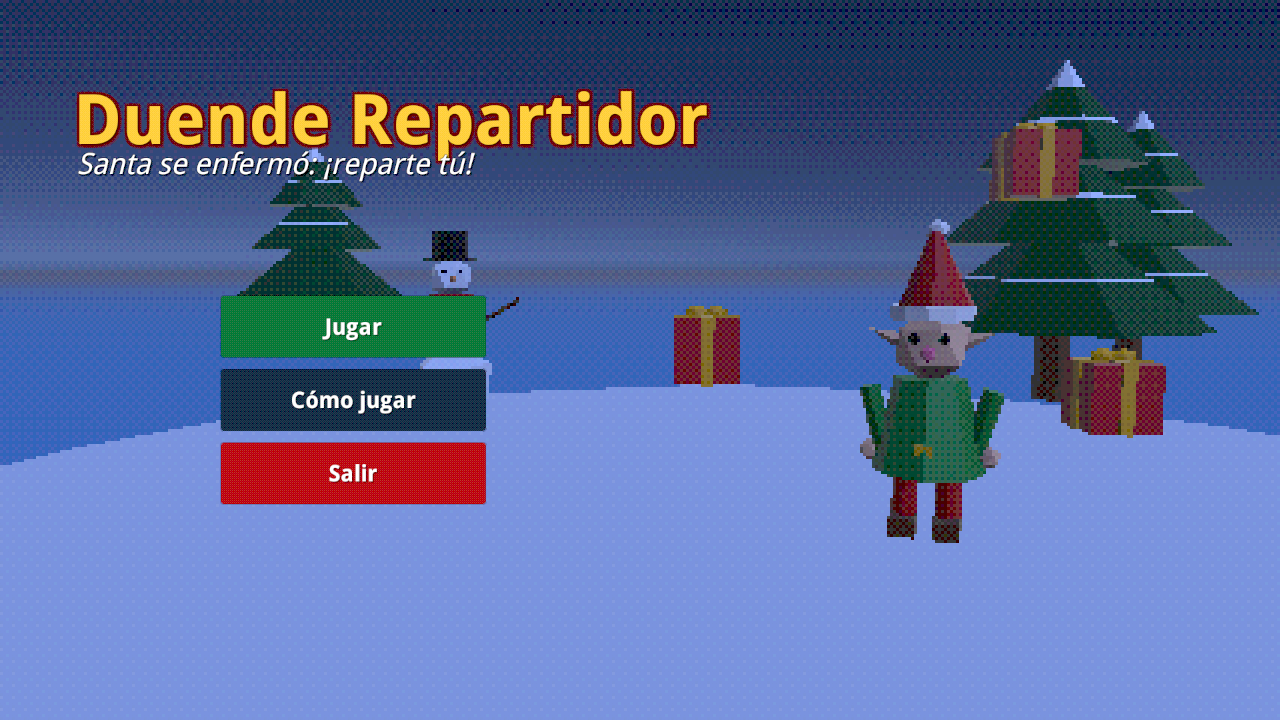 Duende Repartidor
Santa se enfermó: ¡reparte tú!
Jugar
Cómo jugar
Salir